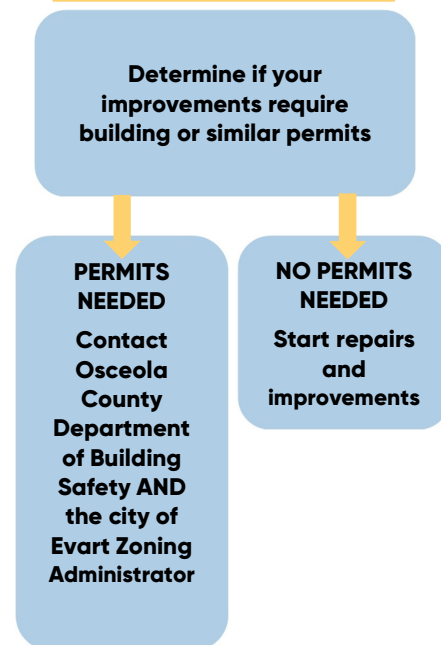 Determine if your
improvements require
building or similar permits
PERMITS
NEEDED
Contact
Osceola
County
Department
of Building
Safety AND
the city of
Evart Zoning
Administrator
NO PERMITS
NEEDED
Start repairs
and
improvements